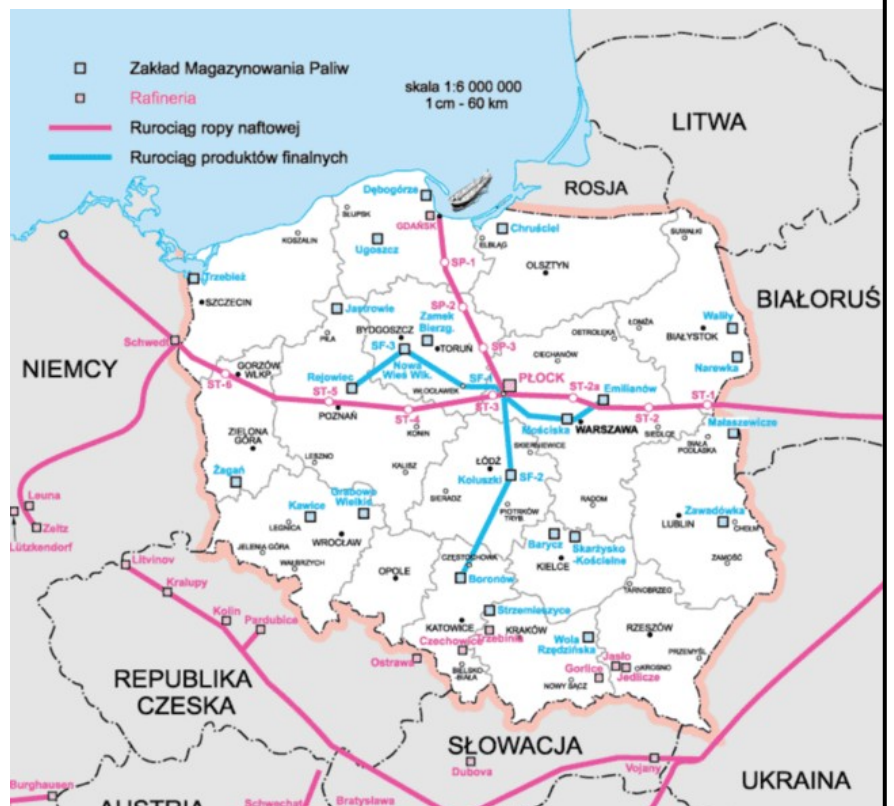 Zakład Magazynowania Paliw
Rafineria
Rurociąg ropy naftowej
Rurociąg produktów finalnych
skala 1:6 000 000
1cm - 60 km
LITWA
ROSJA
Dębogórze
SŁUPSK
GDAŃSK
Chruściel
ELBLĄG
SUWAŁKI
KOSZALIN
Ugoszcz
OLSZTYN
SP-1
Trzebież
SZCZECIN
BIAŁORUŚ
SP-2
Jastrowie
Zamek
Bierzg.
ŁOMŻA
Waliły
BYDGOSZCZ
PIŁA
OSTROŁĘKA
BIAŁYSTOK
SF-3
TORUŃ
SP-3
Schwedt
NIEMCY
CIECHANÓW
Narewka
Nowa
Wieś Wlk.
GORZÓW
WLKP
ST-6
Rejowiec
WŁOCŁAWEK
SF-1
PŁOCK
ST-2a
Emilianów
ST-5
ST-3
ST-2
ST-1
POZNAŃ
ST-4
Mościska
WARSZAWA
Małaszewicze
KONIN
SIEDLCE
BIAŁA
PODLASKA
ZIELONA
GÓRA
SKIERNIEWICE
LESZNO
KALISZ
ŁÓDŹ
Żagań
Koluszki
SF-2
SIERADZ
Grabowo
Wielkie
Kawice
LEGNICA
PIOTRKÓW
TRYB.
RADOM
Leuna
Zeitz
Lützkendorf
LUBLIN
Zawadówka
CHEŁM
WROCŁAW
JELENIA GÓRA
WAŁBRZYCH
Barycz
Skarżysko
-Kościelne
KIELCE
CZĘSTOCHOWA
ZAMOŚĆ
OPOLE
Boronów
Litvinov
Kralupy
TARNOBRZEG
Kolin
Pardubice
Strzemieszyce
KATOWICE
Trzebinia
KRAKÓW
Czechowice
Wola
Rzędzińska
RZESZÓW
Ostrawa
BIELSKO
-BIAŁA
PRZEMYŚL
Jasło
KROSNO
Jedlicze
Gorlice
NOWY SĄCZ
REPUBLIKA
CZESKA
SŁOWACJA
Dubova
Vojany
UKRAINA
Burghausen
AUSTRIA
Schwechat
Bratysława